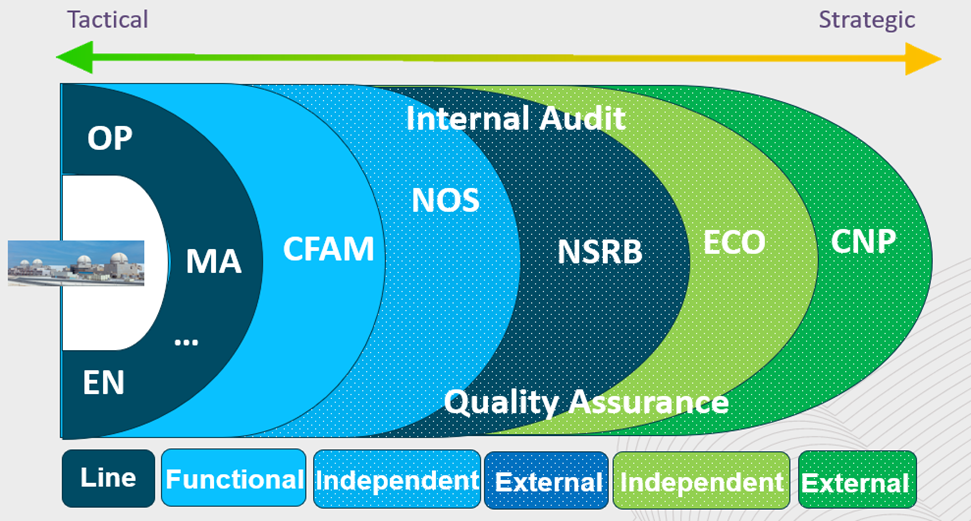 Tactical
Strategic
Internal Audit
OP
NOS
MA
CFAM
NSRB
ECO
CNP
...
EN
Quality Assurance
Line
Functional
Independent
External
Independent
External